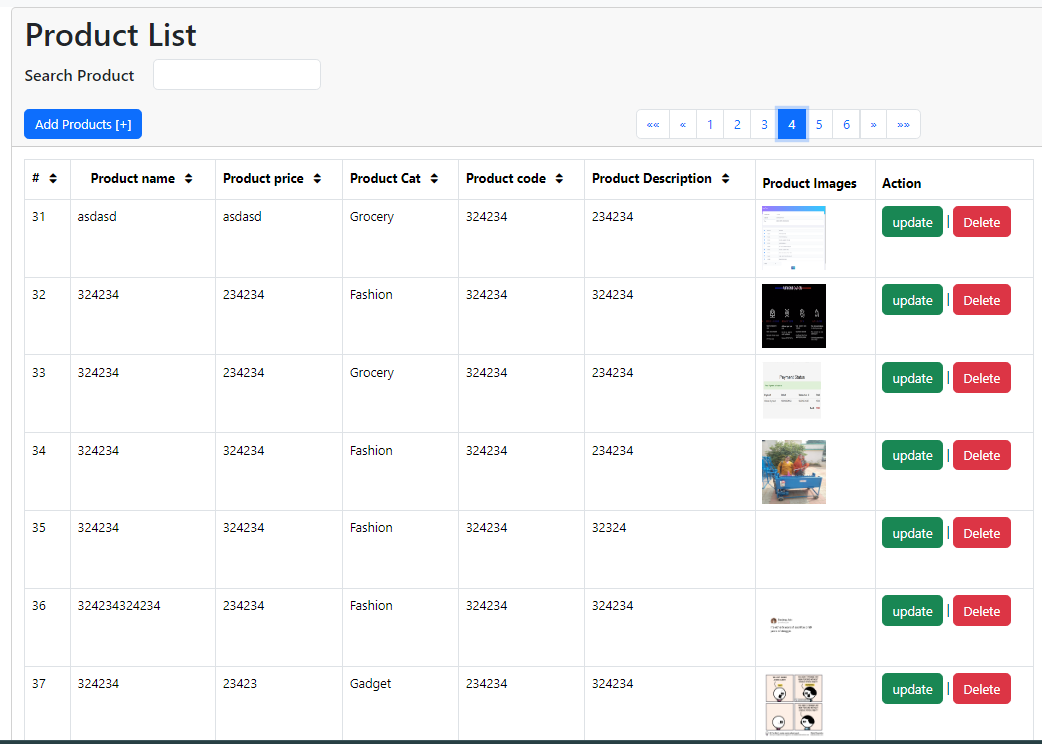 Product List
Search Product
Add Products [+]
«« « 1 2 3 4 5 6 » »»
# Product name Product price Product Cat Product code Product Description Product Images Action
31 asdasd asdasd Grocery 324234 234234 update | Delete
32 324234 234234 Fashion 324234 324234 update | Delete
33 324234 234234 Grocery 324234 234234 Payment Status update | Delete
34 324234 324234 Fashion 324234 234234 update | Delete
35 324234 324234 Fashion 324234 32324 update | Delete
36 324234324234 234234 Fashion 324234 324234 update | Delete
37 324234 23423 Gadget 234234 324234 update | Delete